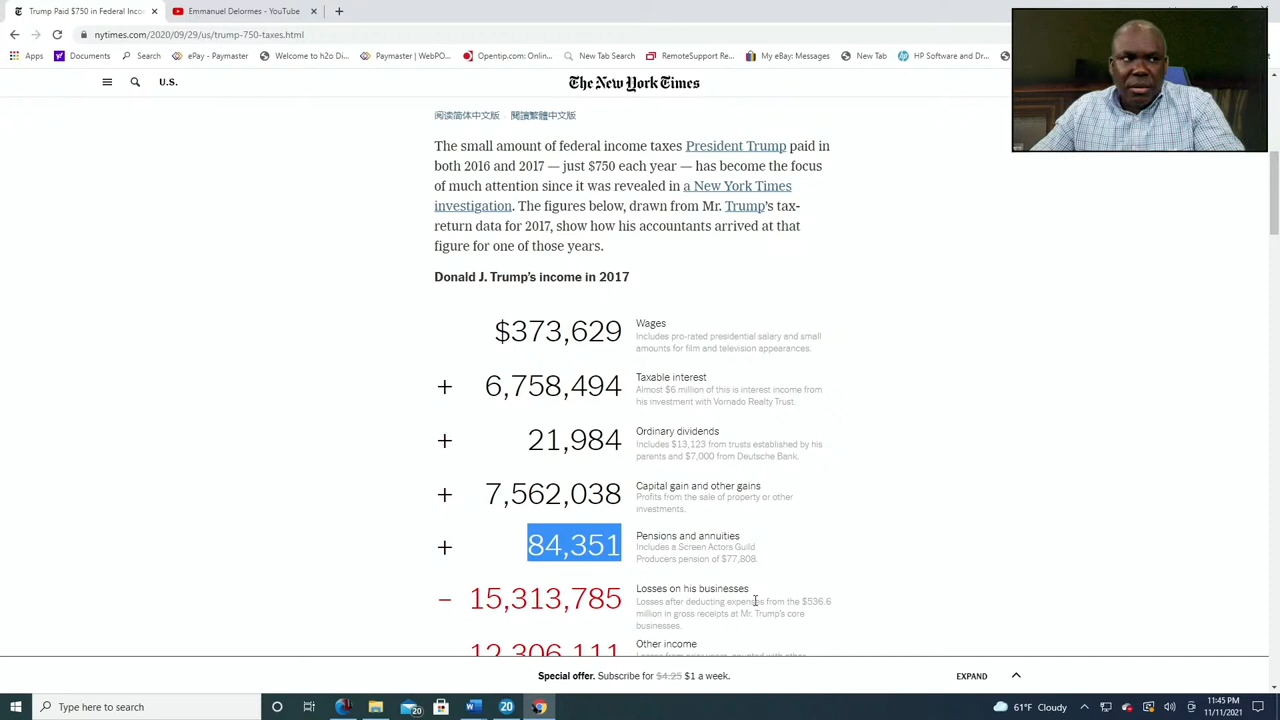 Trump Paid $750 in Federal Incom
Emmanuel Delormes - YouTube
nytimes.com/2020/09/29/us/trump-750-taxes.html
Apps
Documents
Search
ePay - Paymaster
Welcome to h2o Di...
Paymaster | WebPO...
Opentip.com: Onlin...
New Tab Search
RemoteSupport Re...
My eBay: Messages
New Tab
HP Software and Dr...
U.S.
The New York Times
阅读简体中文版
閱讀繁體中文版
The small amount of federal income taxes President Trump paid in
both 2016 and 2017 — just $750 each year — has become the focus
of much attention since it was revealed in a New York Times
investigation. The figures below, drawn from Mr. Trump's tax-
return data for 2017, show how his accountants arrived at that
figure for one of those years.
Donald J. Trump's income in 2017
$373,629
Wages
Includes pro-rated presidential salary and small
amounts for film and television appearances.
+ 6,758,494
Taxable interest
Almost $6 million of this is interest income from
his investment with Vornado Realty Trust.
+ 21,984
Ordinary dividends
Includes $13,123 from trusts established by his
parents and $7,000 from Deutsche Bank.
+ 7,562,038
Capital gain and other gains
Profits from the sale of property or other
investments.
+ 84,351
Pensions and annuities
Includes a Screen Actors Guild
Producers pension of $77,808.
− 15,313,785
Losses on his businesses
Losses after deducting expenses from the $536.6
million in gross receipts at Mr. Trump's core
businesses.
12,306,111
Other income
Special offer. Subscribe for $4.25 $1 a week.
EXPAND
Type here to search
20
20
61°F Cloudy
11:45 PM
11/11/2021